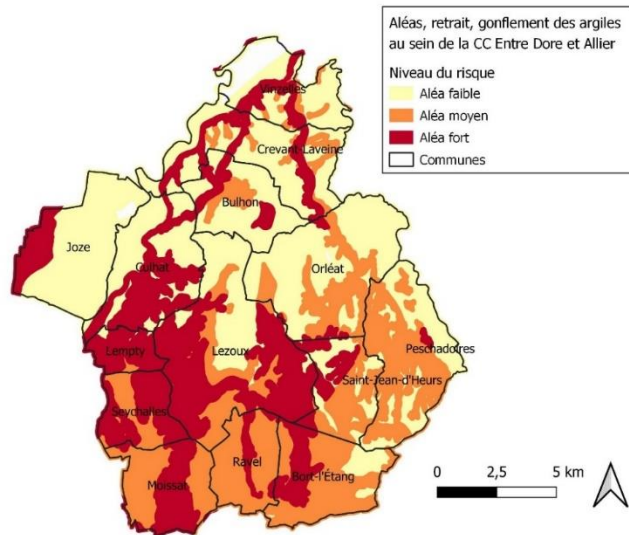 Aléas, retrait, gonflement des argiles
au sein de la CC Entre Dore et Allier
Niveau du risque
Aléa faible
Aléa moyen
Aléa fort
Communes
Vinzelles
Crevant-Laveine
Bulhon
Joze
Culhat
Orléat
Lempty
Lezoux
Peschadoires
Saint-Jean-d'Heurs
Seychalles
Ravel
Moissat
Bort-l'Étang
0 2,5 5 km